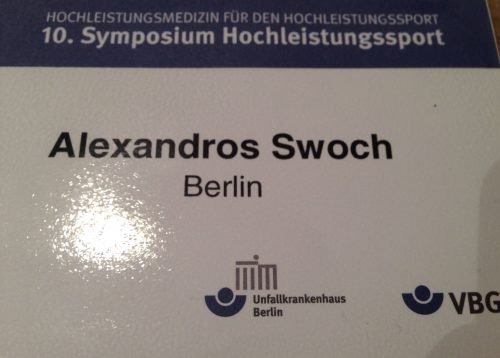 HOCHLEISTUNGSMEDIZIN FÜR DEN HOCHLEISTUNGSSPORT
10. Symposium Hochleistungssport
Alexandros Swoch
Berlin
Unfallkrankenhaus
Berlin
VBG